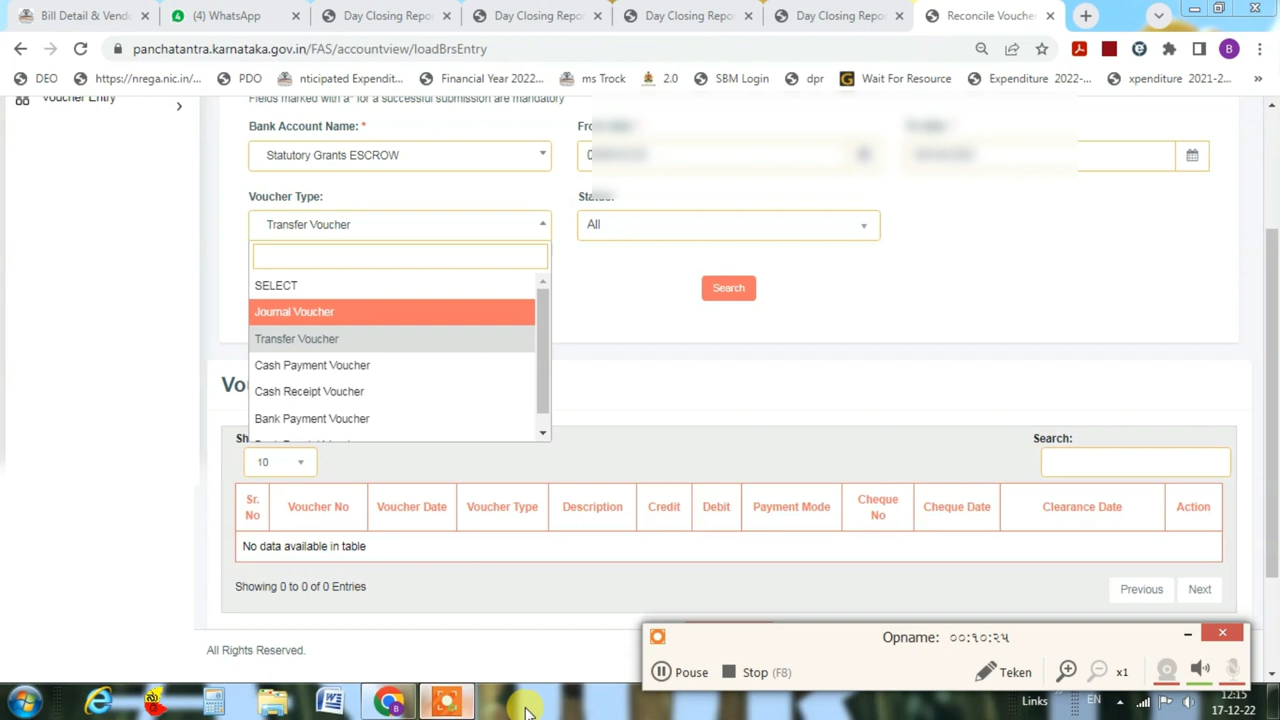 Bill Detail & Vend
(4) WhatsApp
Day Closing Repo
Day Closing Repo
Day Closing Repo
Day Closing Repo
Reconcile Vouche
panchatantra.karnataka.gov.in/FAS/accountview/loadBrsEntry
B
DEO
https://nrega.nic.in/
PDO
nticipated Expendit...
Financial Year 2022...
ms Trock
2.0
SBM Login
dpr
Wait For Resource
Expenditure 2022-...
xpenditure 2021-2...
»
Voucher Entry
Fields marked with a* for a successful submission are mandatory
Bank Account Name: *
Statutory Grants ESCROW
Voucher Type:
Transfer Voucher
All
SELECT
Journal Voucher
Transfer Voucher
Cash Payment Voucher
Cash Receipt Voucher
Bank Payment Voucher
Search
Search:
10
Sr. No
Voucher No
Voucher Date
Voucher Type
Description
Credit
Debit
Payment Mode
Cheque No
Cheque Date
Clearance Date
Action
No data available in table
Showing 0 to 0 of 0 Entries
Previous
Next
All Rights Reserved.
Opname: ००:१०:२५
Pause
Stop (F8)
Teken
x1
Links
EN
12:15
17-12-22